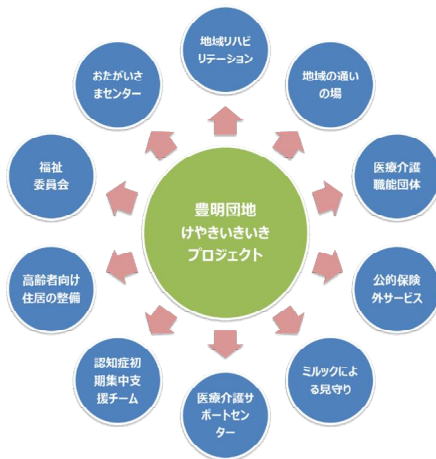 地域リハビ
リテーション
地域の通い
の場
医療介護
職能団体
公的保険
外サービス
ミルックによ
る見守り
医療介護サ
ポートセン
ター
認知症初
期集中支
援チーム
高齢者向け
住居の整備
福祉
委員会
おたがいさ
まセンター
豊明団地
けやきいきいき
プロジェクト